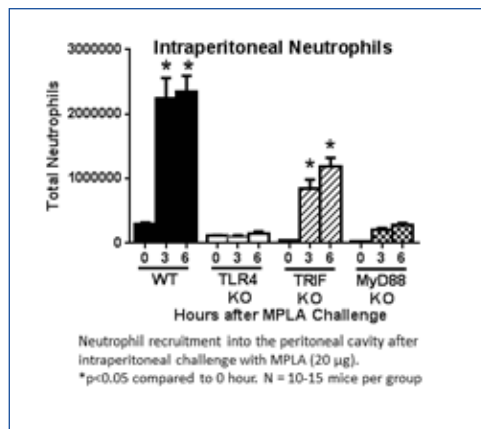 Intraperitoneal Neutrophils
3000000
2000000
1000000
0
Total Neutrophils
* * * *
0 3 6 0 3 6 0 3 6 0 3 6
WT TLR4 TRIF MyD88
KO KO KO
Hours after MPLA Challenge
Neutrophil recruitment into the peritoneal cavity after
intraperitoneal challenge with MPLA (20 µg).
*p<0.05 compared to 0 hour. N = 10-15 mice per group